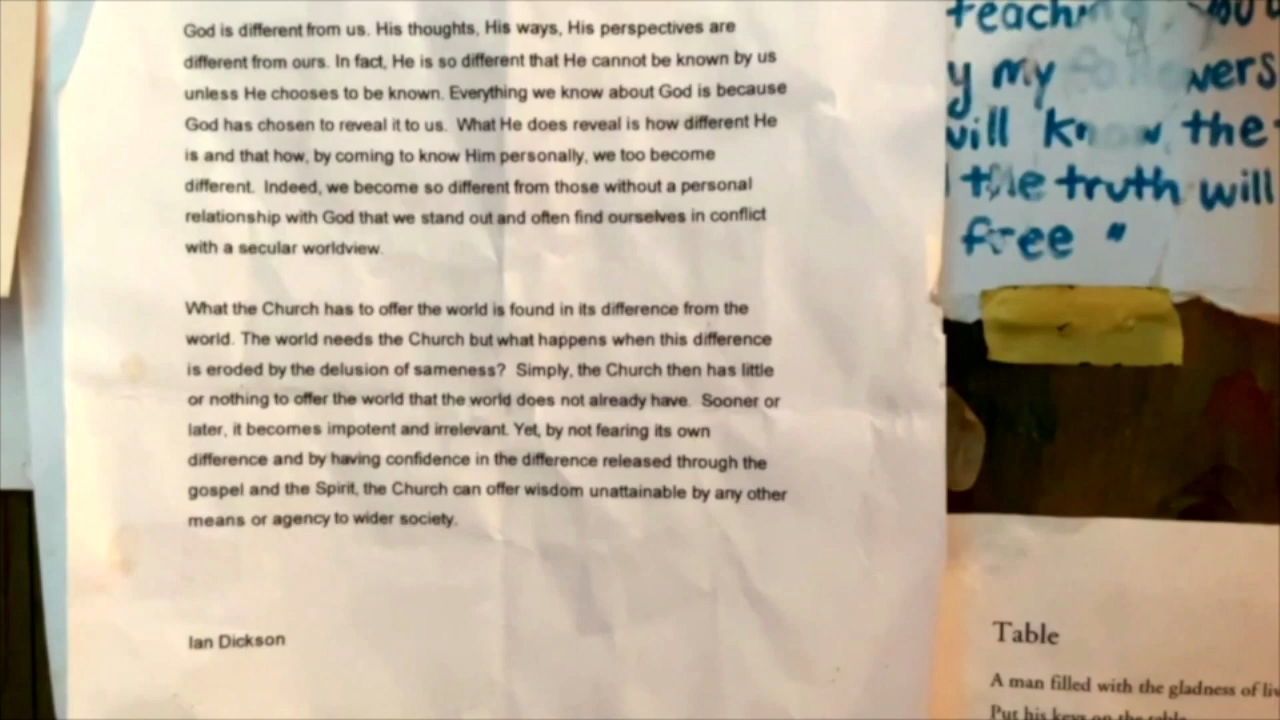 God is different from us. His thoughts, His ways, His perspectives are
different from ours. In fact, He is so different that He cannot be known by us
unless He chooses to be known. Everything we know about God is because
God has chosen to reveal it to us. What He does reveal is how different He
is and that how, by coming to know Him personally, we too become
different. Indeed, we become so different from those without a personal
relationship with God that we stand out and often find ourselves in conflict
with a secular worldview.
What the Church has to offer the world is found in its difference from the
world. The world needs the Church but what happens when this difference
is eroded by the delusion of sameness? Simply, the Church then has little
or nothing to offer the world that the world does not already have. Sooner or
later, it becomes impotent and irrelevant. Yet, by not fearing its own
difference and by having confidence in the difference released through the
gospel and the Spirit, the Church can offer wisdom unattainable by any other
means or agency to wider society.
Ian Dickson
my
will know the
the truth will
free "
Table
A man filled with the gladness of
Put his keys on the table